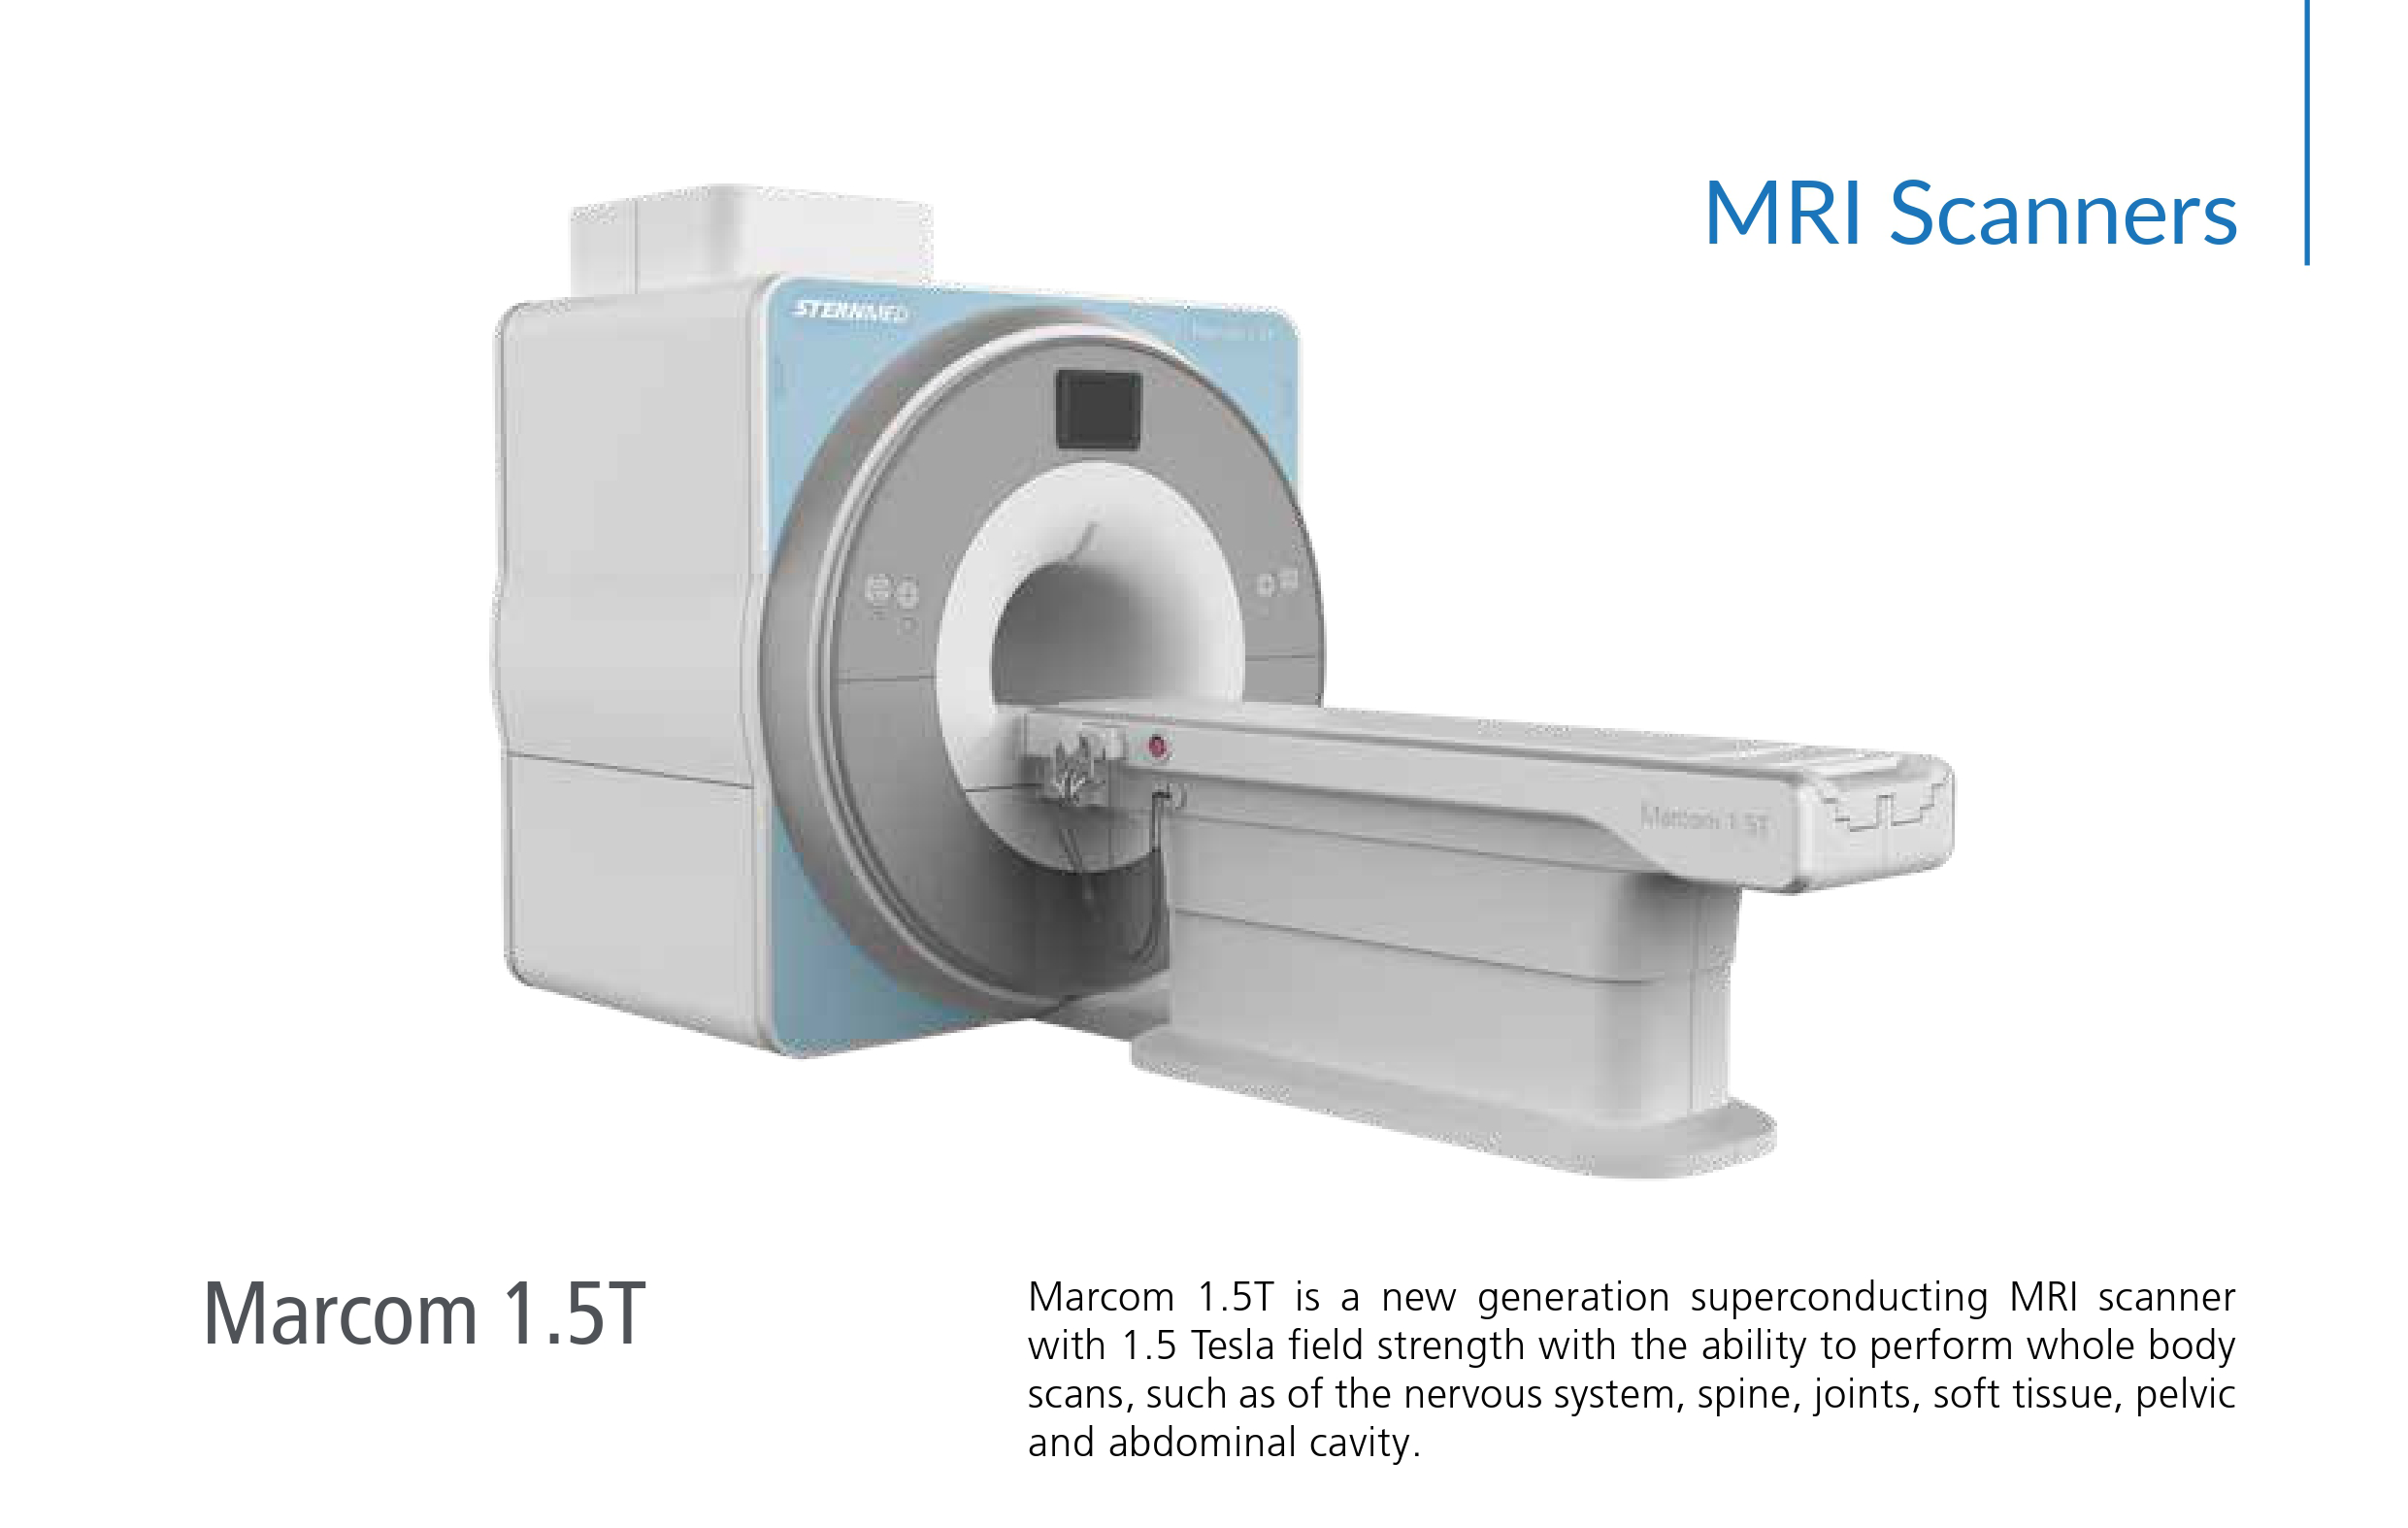 MRI Scanners
STERNMED
Marcom 1.5T
Marcom 1.5T
Marcom 1.5T is a new generation superconducting MRI scanner
with 1.5 Tesla field strength with the ability to perform whole body
scans, such as of the nervous system, spine, joints, soft tissue, pelvic
and abdominal cavity.